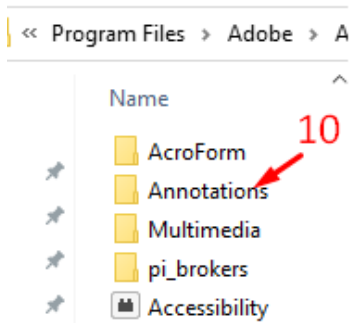 « Program Files > Adobe > A
Name
10
AcroForm
Annotations
Multimedia
pi_brokers
Accessibility